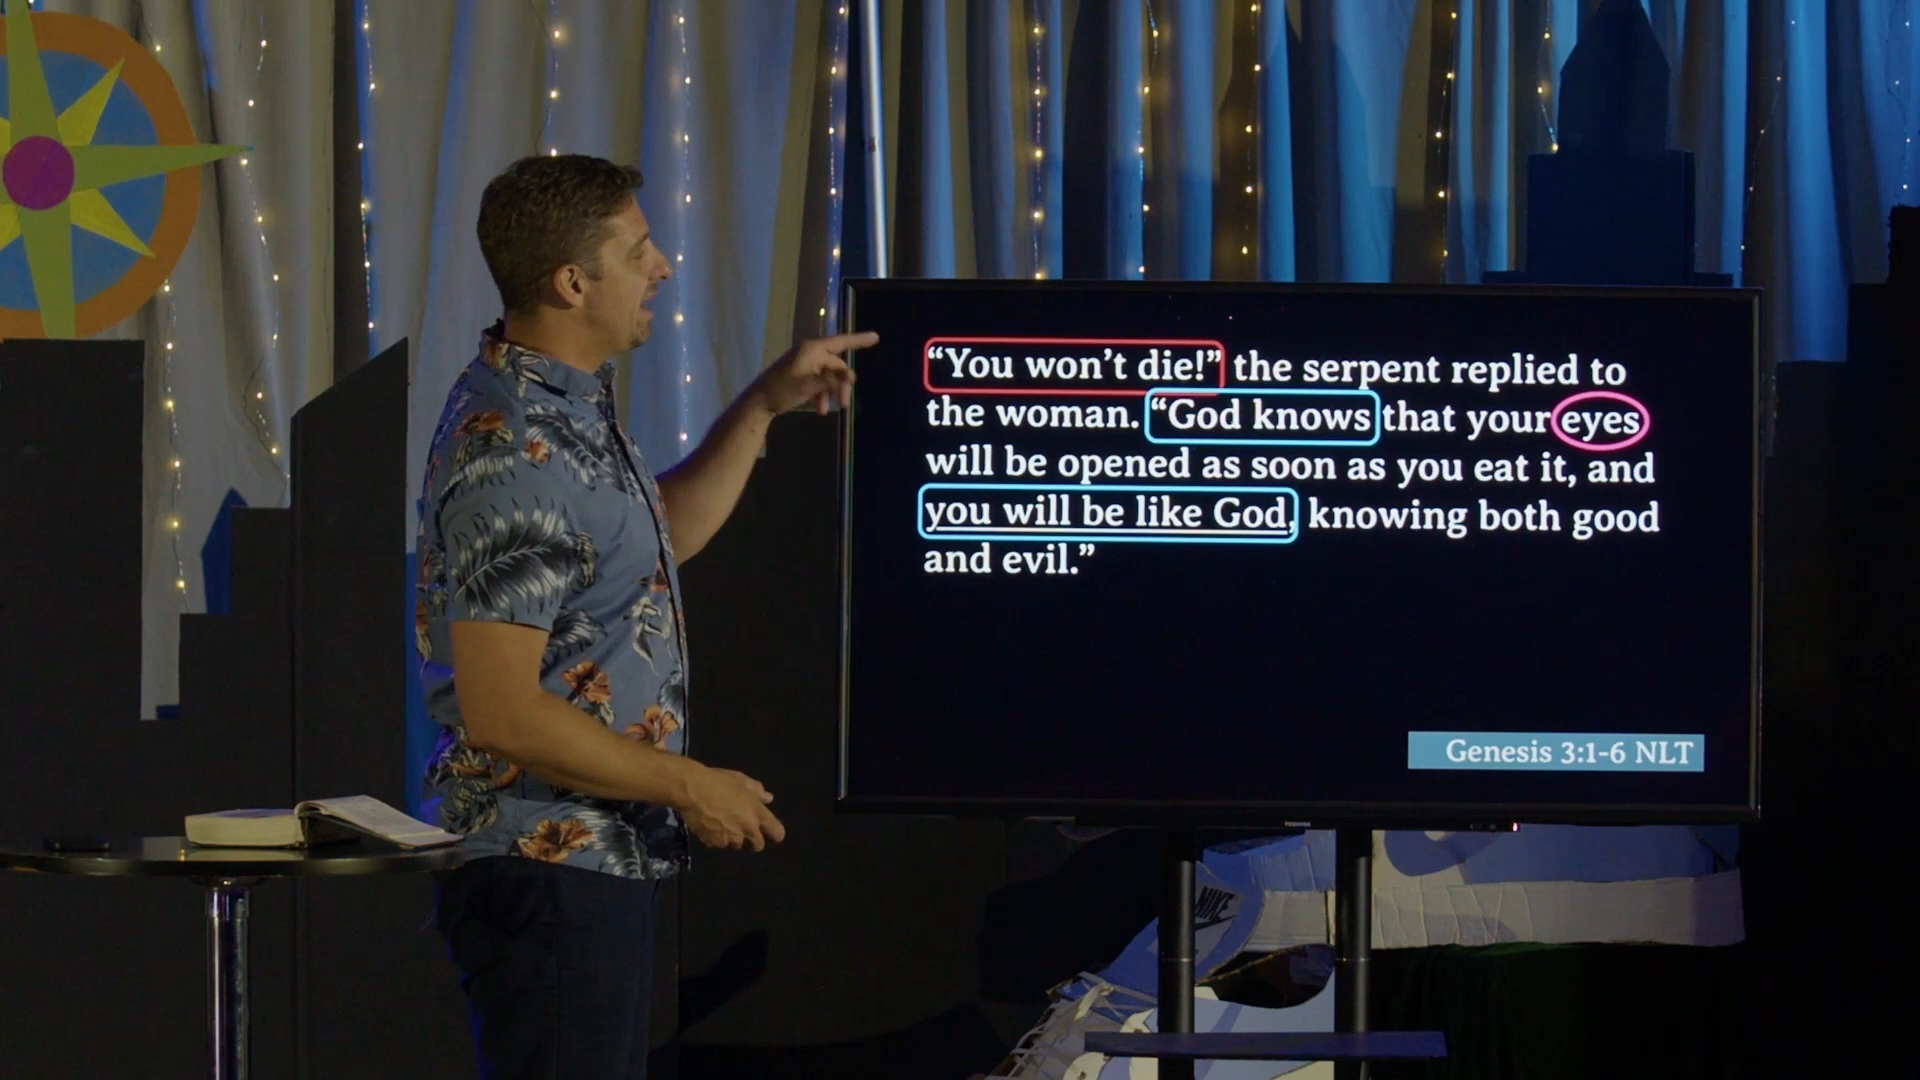 “You won’t die!” the serpent replied to
the woman. “God knows that your eyes
will be opened as soon as you eat it, and
you will be like God, knowing both good
and evil.”
Genesis 3:1-6 NLT
TOSHIBA
NIKE